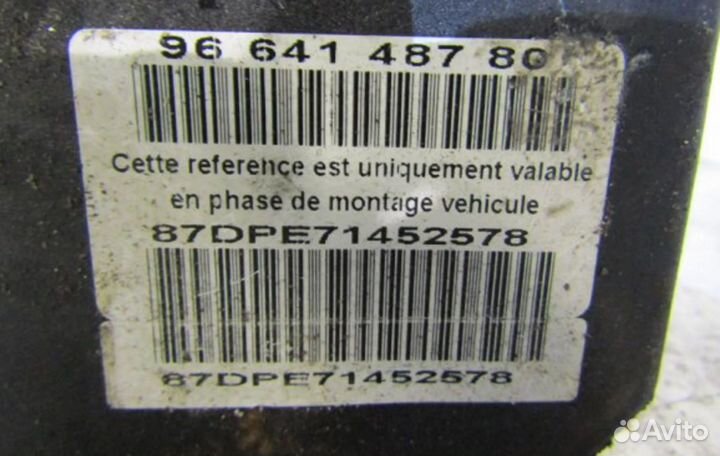 96 641 487 80
Cette reference est uniquement valable
en phase de montage vehicule
87DPE71452578
87DPE71452578
Avito